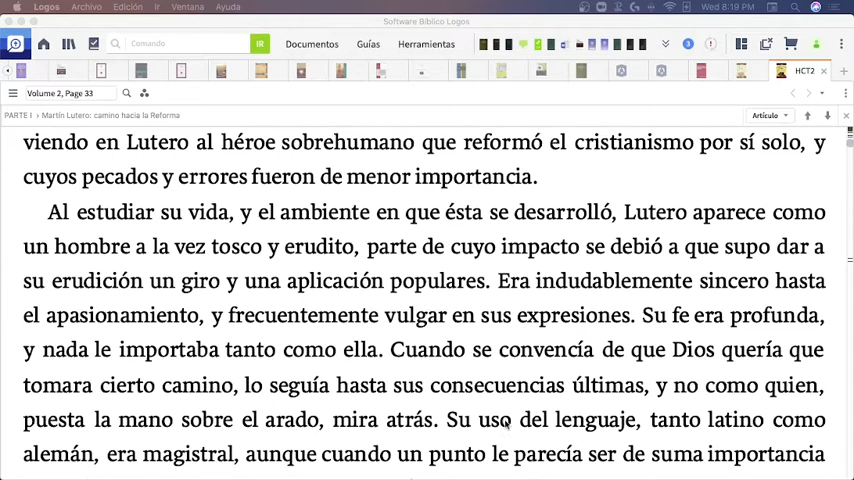 Logos Archivo Edición Ir Ventana Ayuda Wed 8:19 PM
Software Bíblico Logos
Comando IR Documentos Guías Herramientas 3
HCT2
Volume 2, Page 33
PARTE I › Martín Lutero: camino hacia la Reforma Artículo
viendo en Lutero al héroe sobrehumano que reformó el cristianismo por sí solo, y
cuyos pecados y errores fueron de menor importancia.
Al estudiar su vida, y el ambiente en que ésta se desarrolló, Lutero aparece como
un hombre a la vez tosco y erudito, parte de cuyo impacto se debió a que supo dar a
su erudición un giro y una aplicación populares. Era indudablemente sincero hasta
el apasionamiento, y frecuentemente vulgar en sus expresiones. Su fe era profunda,
y nada le importaba tanto como ella. Cuando se convencía de que Dios quería que
tomara cierto camino, lo seguía hasta sus consecuencias últimas, y no como quien,
puesta la mano sobre el arado, mira atrás. Su uso del lenguaje, tanto latino como
alemán, era magistral, aunque cuando un punto le parecía ser de suma importancia